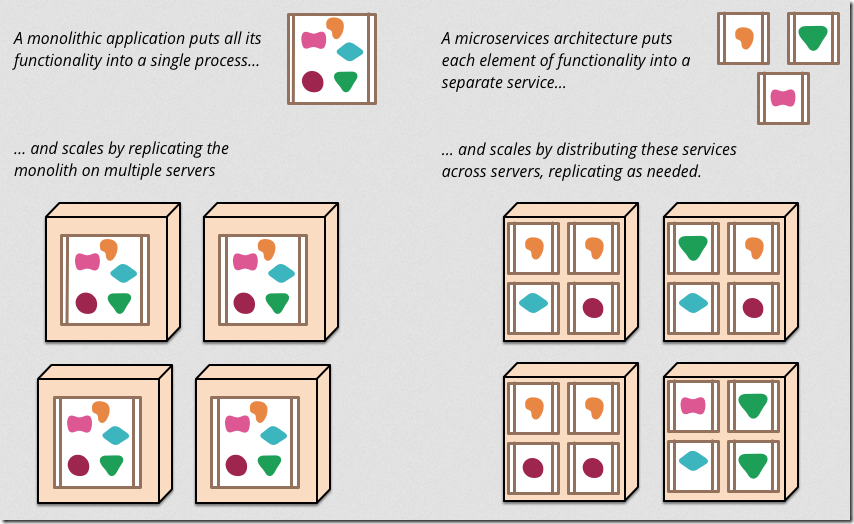 A monolithic application puts all its
functionality into a single process...
... and scales by replicating the
monolith on multiple servers
A microservices architecture puts
each element of functionality into a
separate service...
... and scales by distributing these services
across servers, replicating as needed.